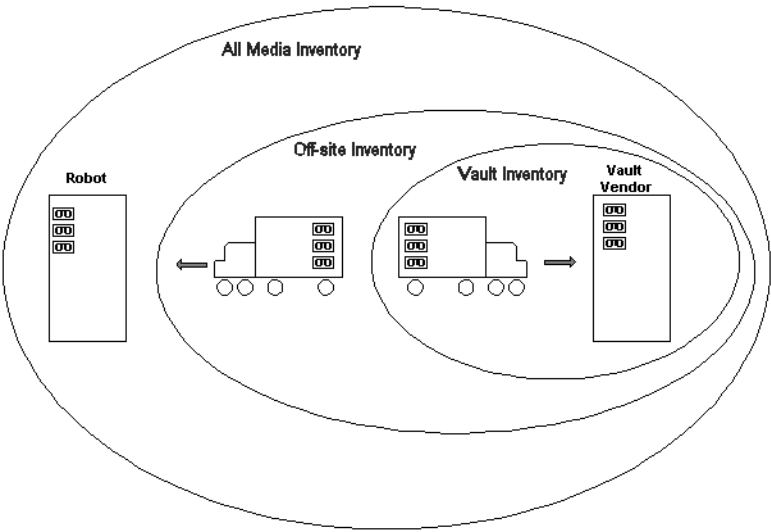 All Media Inventory
Off-site Inventory
Vault Inventory
Robot
Vault
Vendor